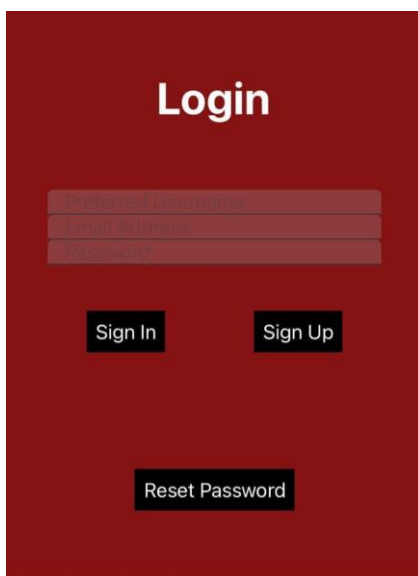 Login
Preferred Username
Email Address
Password
Sign In Sign Up
Reset Password